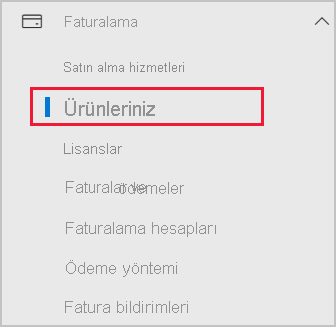 Faturalama
Satın alma hizmetleri
Ürünleriniz
Lisanslar
Faturalar ve ödemeler
Faturalama hesapları
Ödeme yöntemi
Fatura bildirimleri